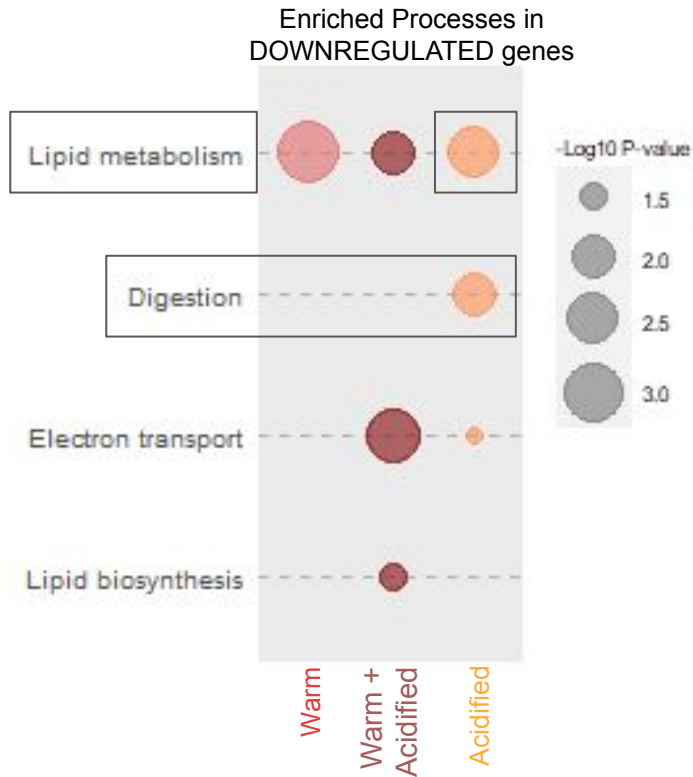 Enriched Processes in
DOWNREGULATED genes
Lipid metabolism
Digestion
Electron transport
Lipid biosynthesis
-Log10 P-value
1.5
2.0
2.5
3.0
Warm
Warm +
Acidified
Acidified